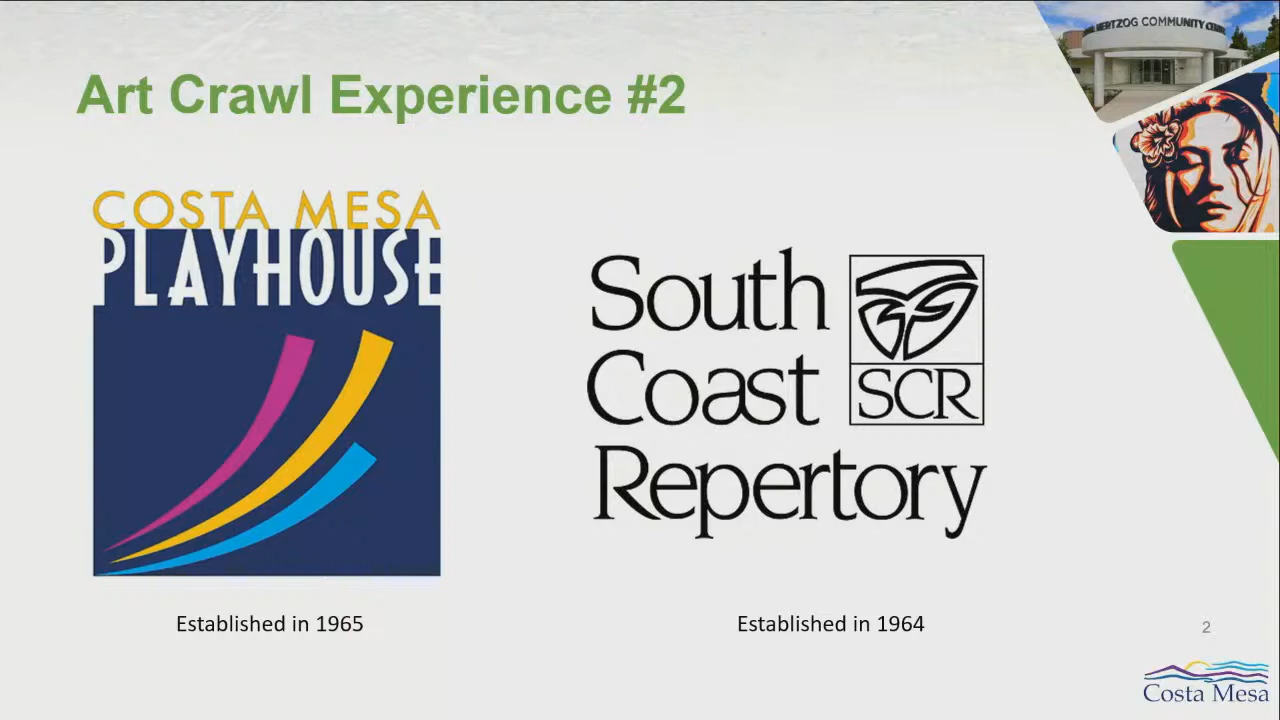 HERTZOG COMMUNITY
Art Crawl Experience #2
COSTA MESA
PLAYHOUSE
South
Coast
Repertory
SCR
Established in 1965
Established in 1964
2
Costa Mesa